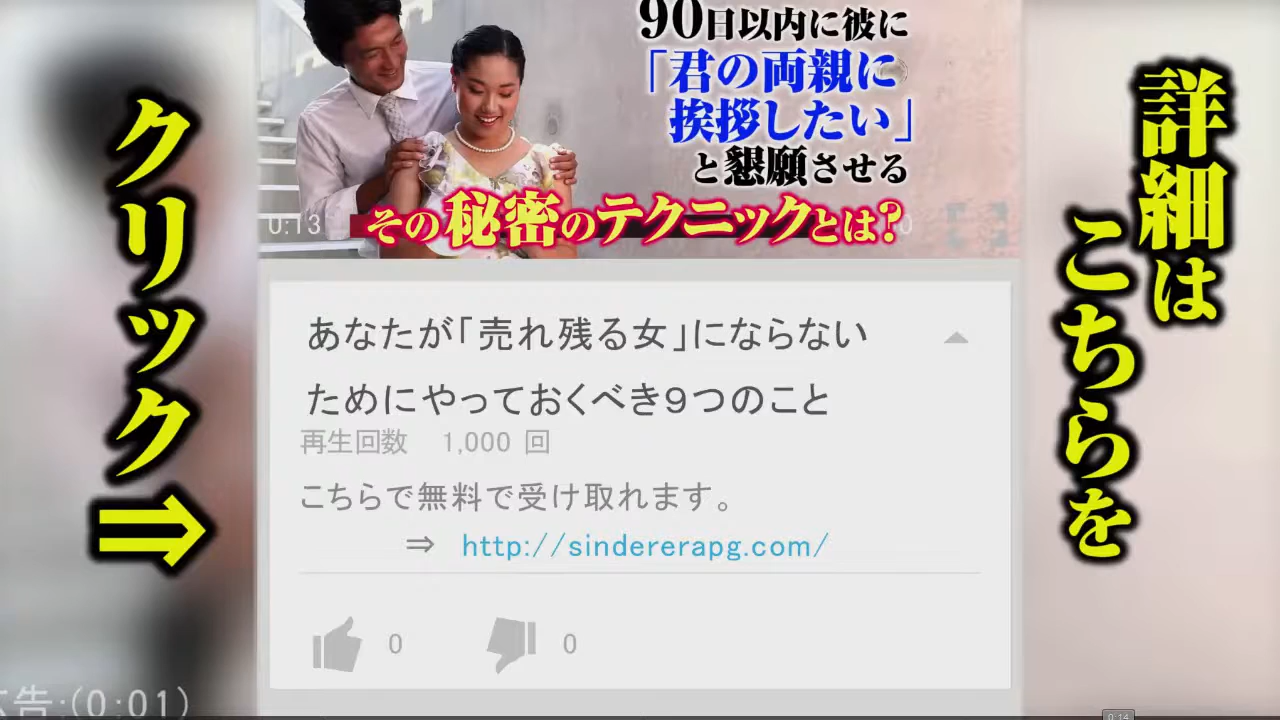 90日以内に彼に
「君の両親に
挨拶したい」
と懇願させる
その秘密のテクニックとは?
0:13
詳細は
こちらを
クリック⇒
あなたが「売れ残る女」にならない
ためにやっておくべき9つのこと
再生回数 1,000 回
こちらで無料で受け取れます。
⇒ http://sindererapg.com/
0
0
広告:(0:01)
0:14